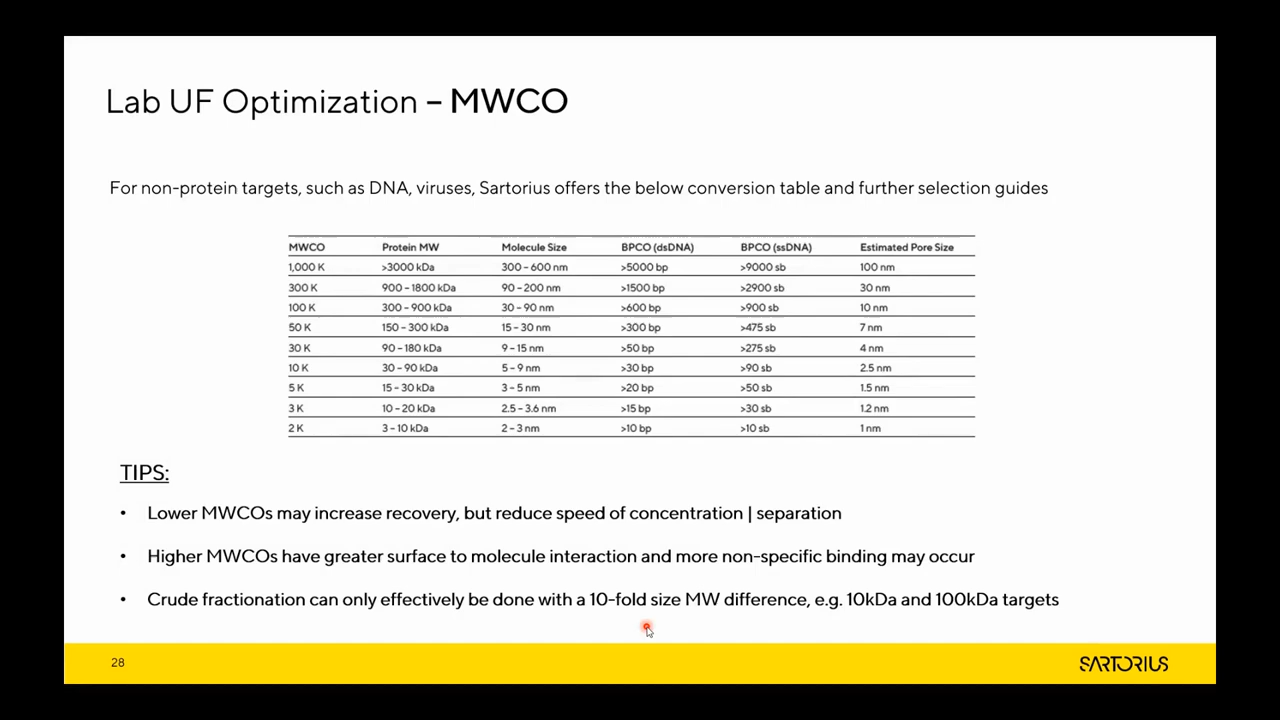 Lab UF Optimization – MWCO
For non-protein targets, such as DNA, viruses, Sartorius offers the below conversion table and further selection guides
MWCO Protein MW Molecule Size BPCO (dsDNA) BPCO (ssDNA) Estimated Pore Size
1,000 K >3000 kDa 300 – 600 nm >5000 bp >9000 sb 100 nm
300 K 900 – 1800 kDa 90 – 200 nm >1500 bp >2900 sb 30 nm
100 K 300 – 900 kDa 30 – 90 nm >600 bp >900 sb 10 nm
50 K 150 – 300 kDa 15 – 30 nm >300 bp >475 sb 7 nm
30 K 90 – 180 kDa 9 – 15 nm >50 bp >275 sb 4 nm
10 K 30 – 90 kDa 5 – 9 nm >30 bp >90 sb 2.5 nm
5 K 15 – 30 kDa 3 – 5 nm >20 bp >50 sb 1.5 nm
3 K 10 – 20 kDa 2.5 – 3.6 nm >15 bp >30 sb 1.2 nm
2 K 3 – 10 kDa 2 – 3 nm >10 bp >10 sb 1 nm
TIPS:
• Lower MWCOs may increase recovery, but reduce speed of concentration | separation
• Higher MWCOs have greater surface to molecule interaction and more non-specific binding may occur
• Crude fractionation can only effectively be done with a 10-fold size MW difference, e.g. 10kDa and 100kDa targets
28
SARTORIUS